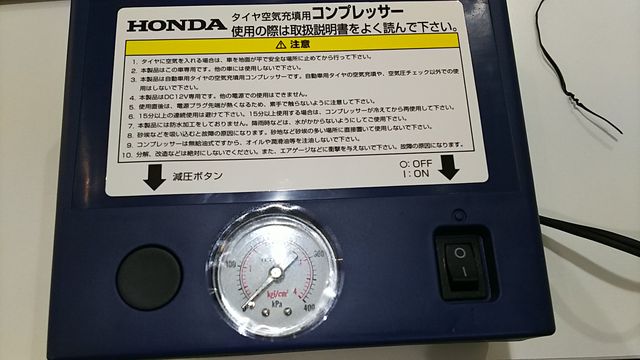 HONDA タイヤ空気充填用コンプレッサー
使用の際は取扱説明書をよく読んで下さい。
⚠ 注意
1. タイヤに空気を入れる場合は、車を地面が平で安全な場所に止めてから行って下さい。
2. 本製品はこの車専用です。他の車には使用しないで下さい。
3. 本製品は自動車用タイヤの空気充填用コンプレッサーです。自動車用タイヤの空気充填や、空気圧チェック以外での使
用はしないで下さい。
4. 本製品はDC12V専用です。他の電源での使用はできません。
5. 使用直後は、電源プラグ先端が熱くなるため、素手で触らないように注意して下さい。
6. 15分以上の連続使用は避けて下さい。15分以上使用する場合は、コンプレッサーが冷えてから再使用して下さい。
7. 本製品には防水加工をしておりません。降雨時などは、水がかからないようにしてご使用下さい。
8. 砂埃などを吸い込むと故障の原因になります。砂地など砂埃の多い場所に直接置いて使用しないで下さい。
9. コンプレッサーは無給油式ですから、オイルや潤滑油等を注油しないで下さい。
10. 分解、改造などは絶対にしないでください。また、エアゲージなどに衝撃を与えないで下さい。故障の原因になります。
減圧ボタン
○: OFF
I: ON
100
300
kgf/cm²
4
kPa
400